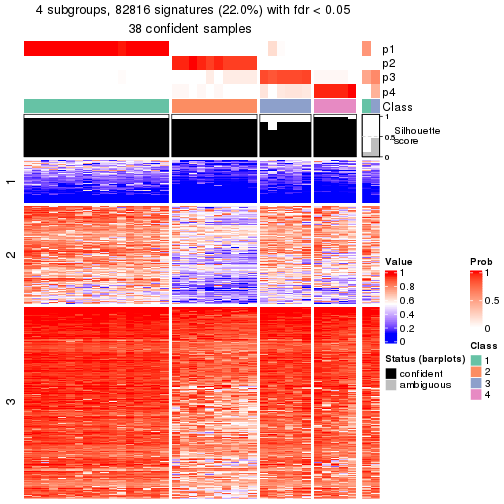 4 subgroups, 82816 signatures (22.0%) with fdr < 0.05
38 confident samples
p1
p2
p3
p4
Class
1
0.5
0
Silhouette
score
1
2
3
Value
1
0.8
0.6
0.4
0.2
0
Status (barplots)
confident
ambiguous
Prob
1
0.5
0
Class
1
2
3
4